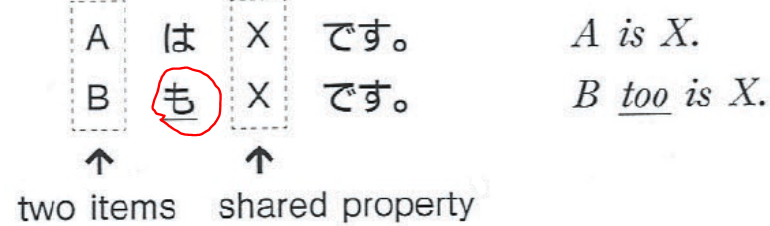 A は X です。 A is X.
B も X です。 B too is X.
↑ ↑
two items shared property